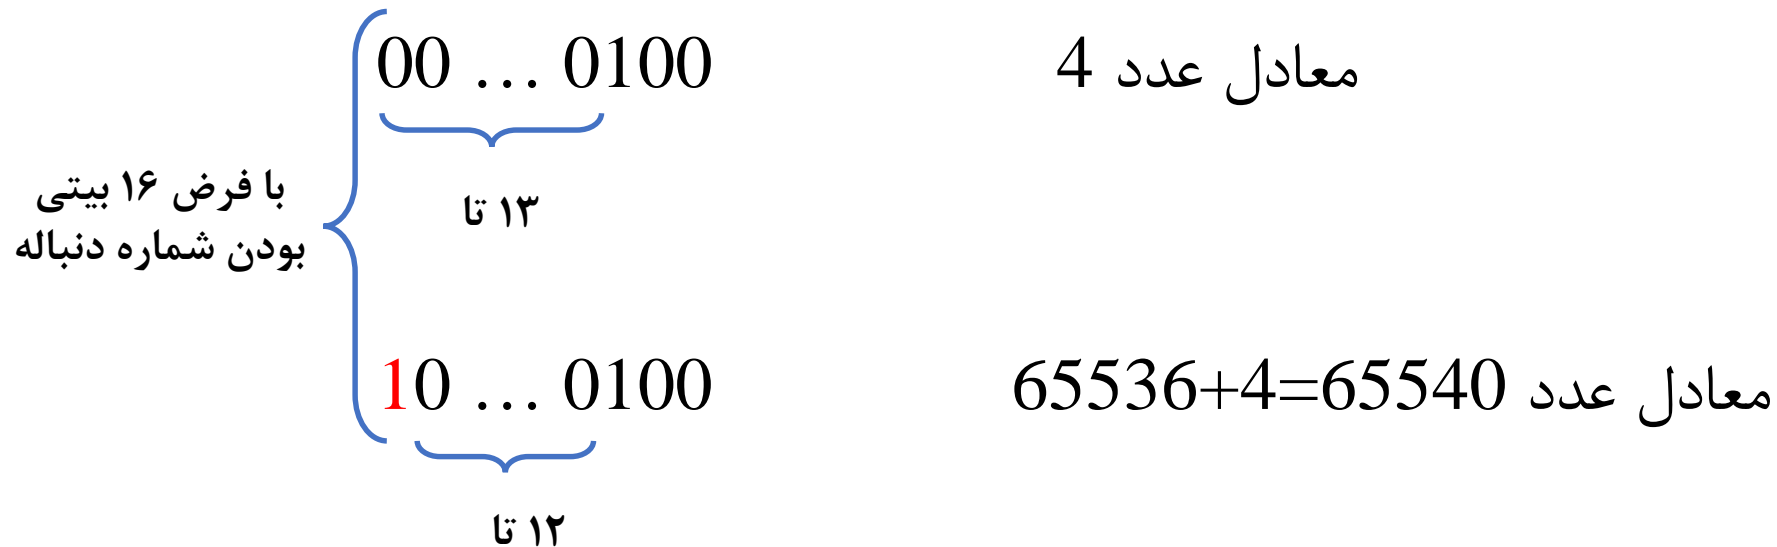 00 … 0100
معادل عدد 4
۱۳ تا
با فرض ۱۶ بیتی
بودن شماره دنباله
10 … 0100
معادل عدد 65536+4=65540
۱۲ تا